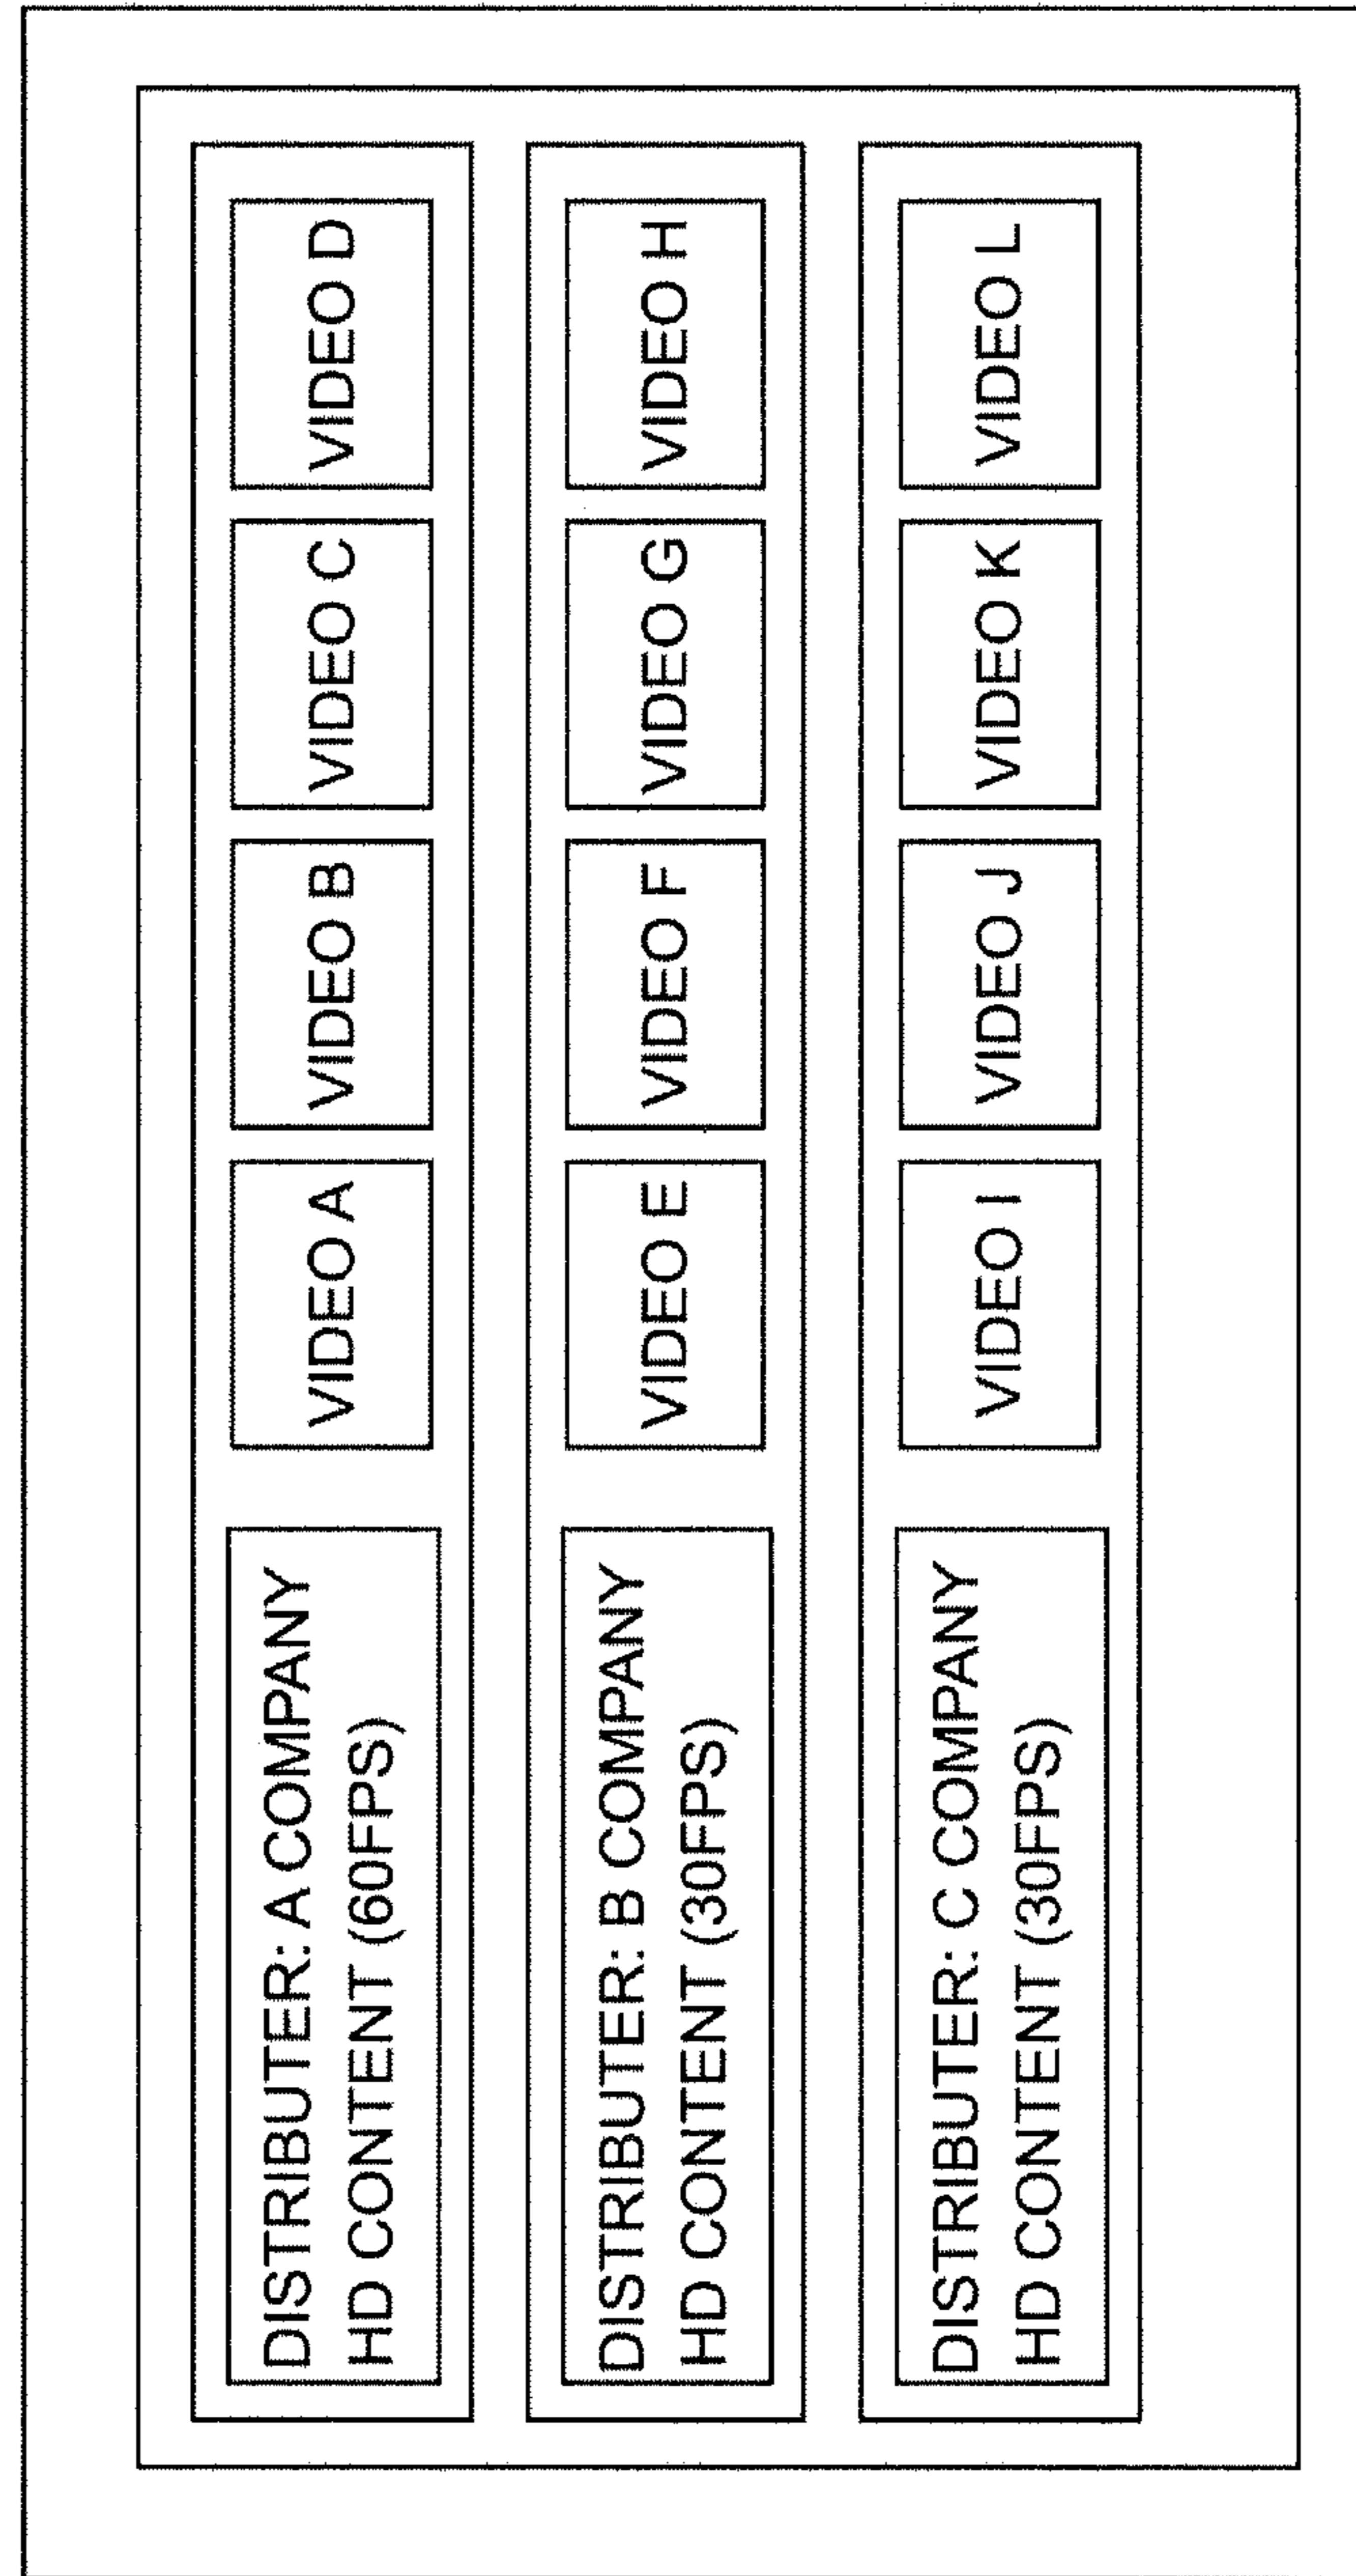 DISTRIBUTER: A COMPANY
HD CONTENT (60FPS)
VIDEO A
VIDEO B
VIDEO C
VIDEO D
DISTRIBUTER: B COMPANY
HD CONTENT (30FPS)
VIDEO E
VIDEO F
VIDEO G
VIDEO H
DISTRIBUTER: C COMPANY
HD CONTENT (30FPS)
VIDEO I
VIDEO J
VIDEO K
VIDEO L